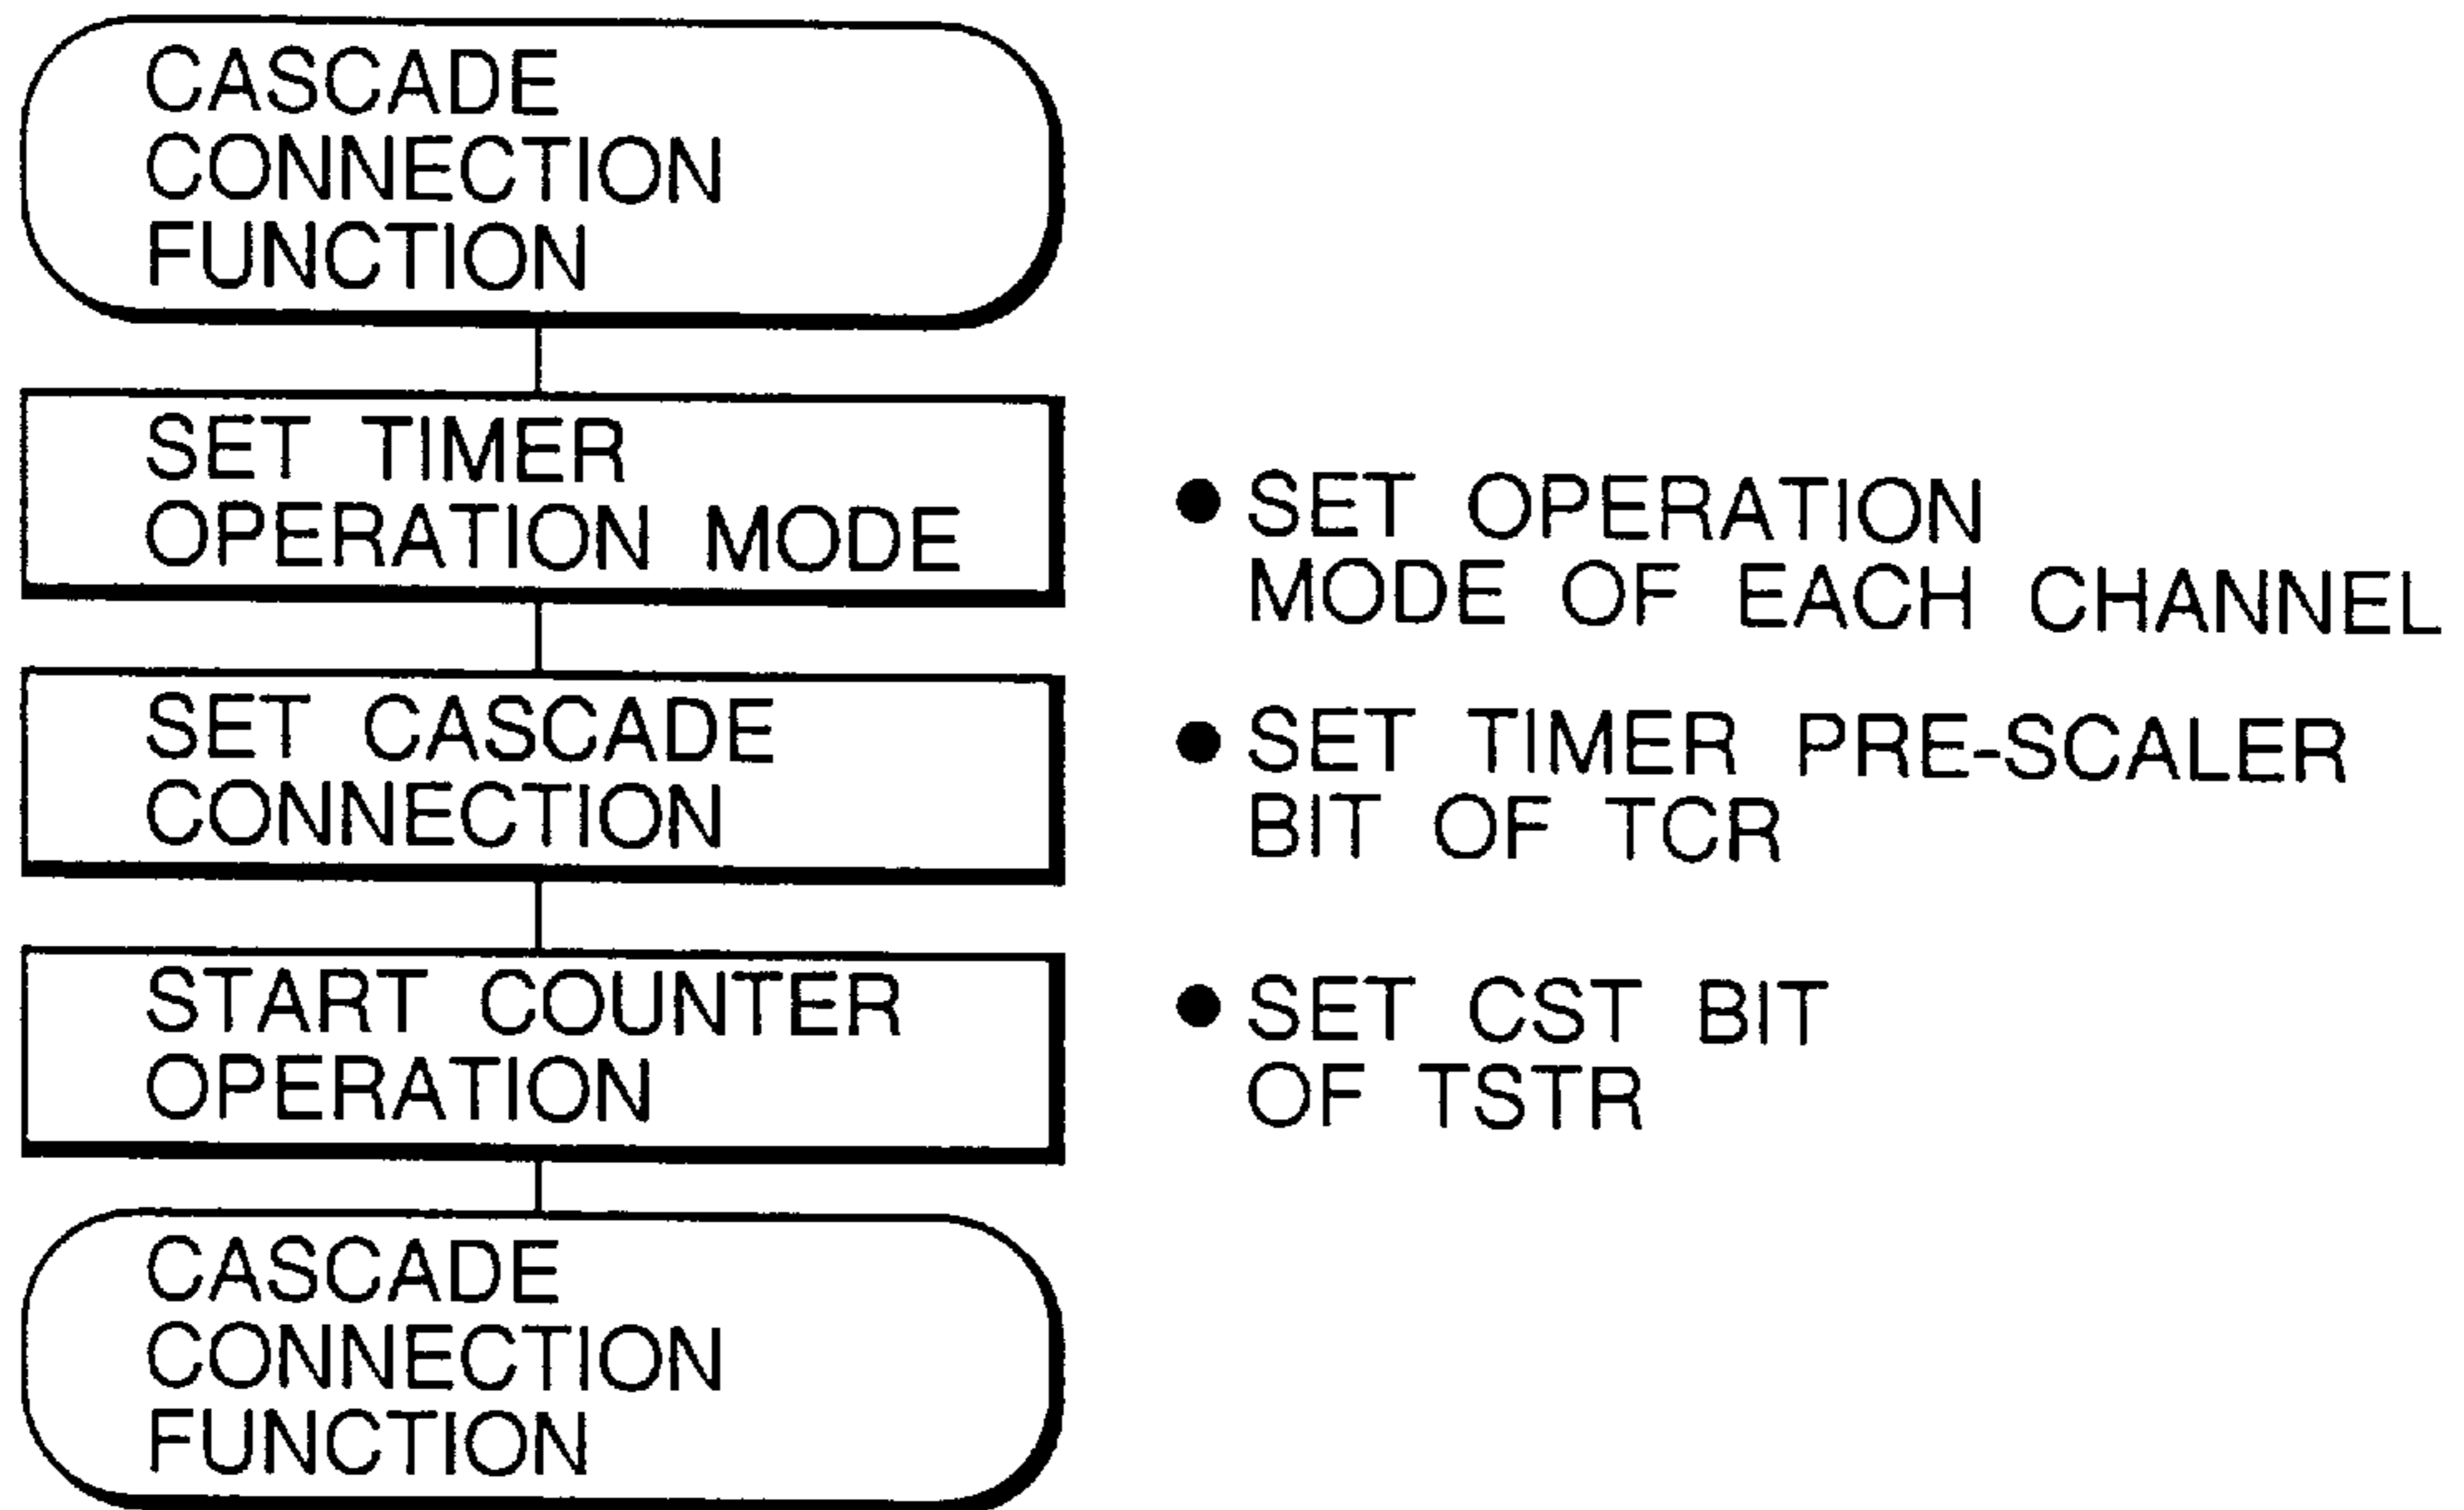 CASCADE
CONNECTION
FUNCTION
SET TIMER
OPERATION MODE
● SET OPERATION
MODE OF EACH CHANNEL
SET CASCADE
CONNECTION
● SET TIMER PRE-SCALER
BIT OF TCR
START COUNTER
OPERATION
● SET CST BIT
OF TSTR
CASCADE
CONNECTION
FUNCTION